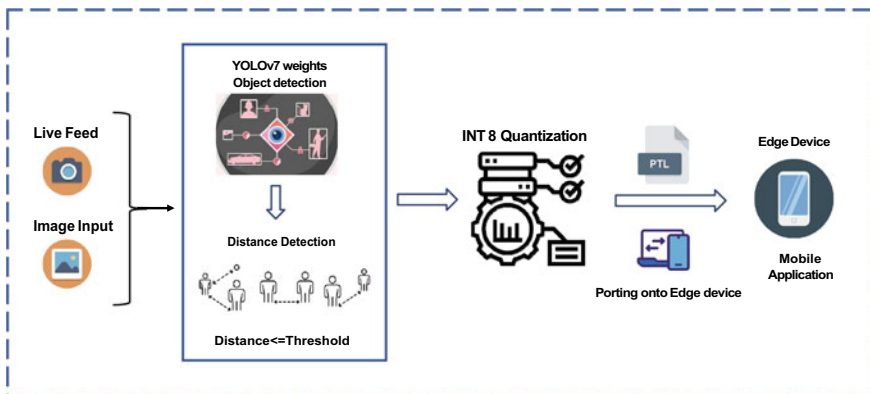 Live Feed
Image Input
YOLOv7 weights
Object detection
Distance Detection
Distance<=Threshold
INT 8 Quantization
PTL
Porting onto Edge device
Edge Device
Mobile
Application